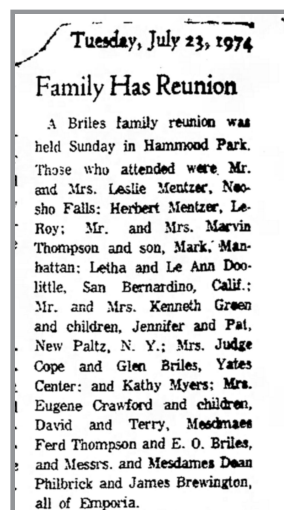 Tuesday, July 23, 1974
Family Has Reunion
A Briles family reunion was
held Sunday in Hammond Park.
Those who attended were Mr.
and Mrs. Leslie Mentzer, Neo-
sho Falls; Herbert Mentzer, Le-
Roy; Mr. and Mrs. Marvin
Thompson and son, Mark, Man-
hattan; Letha and Le Ann Doo-
little, San Bernardino, Calif.;
Mr. and Mrs. Kenneth Green
and children, Jennifer and Pat,
New Paltz, N. Y.; Mrs. Judge
Cope and Glen Briles, Yates
Center; and Kathy Myers; Mrs.
Eugene Crawford and children,
David and Terry, Mesdmaes
Ferd Thompson and E. O. Briles,
and Messrs. and Mesdames Dean
Philbrick and James Brewington,
all of Emporia.